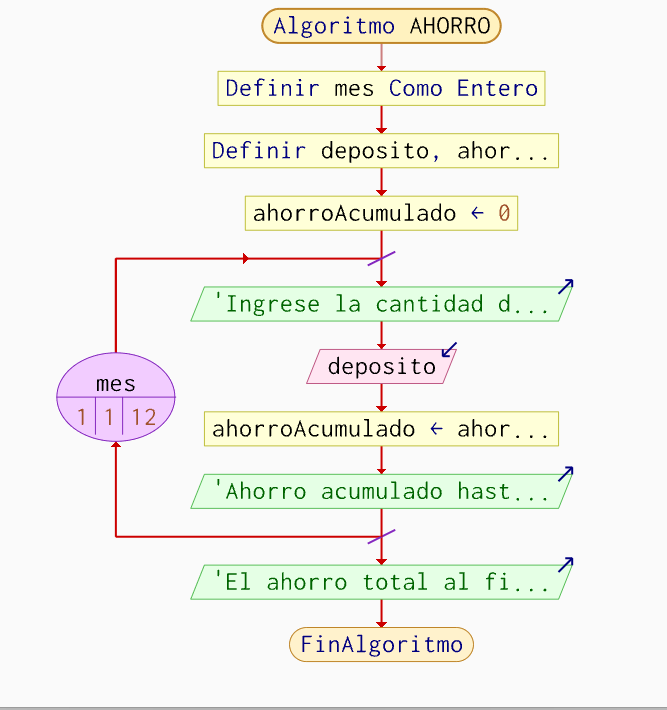 Algoritmo AHORRO
Definir mes Como Entero
Definir deposito, ahor...
ahorroAcumulado ← 0
'Ingrese la cantidad d...
deposito
mes
1 1 12
ahorroAcumulado ← ahor...
'Ahorro acumulado hast...
'El ahorro total al fi...
FinAlgoritmo